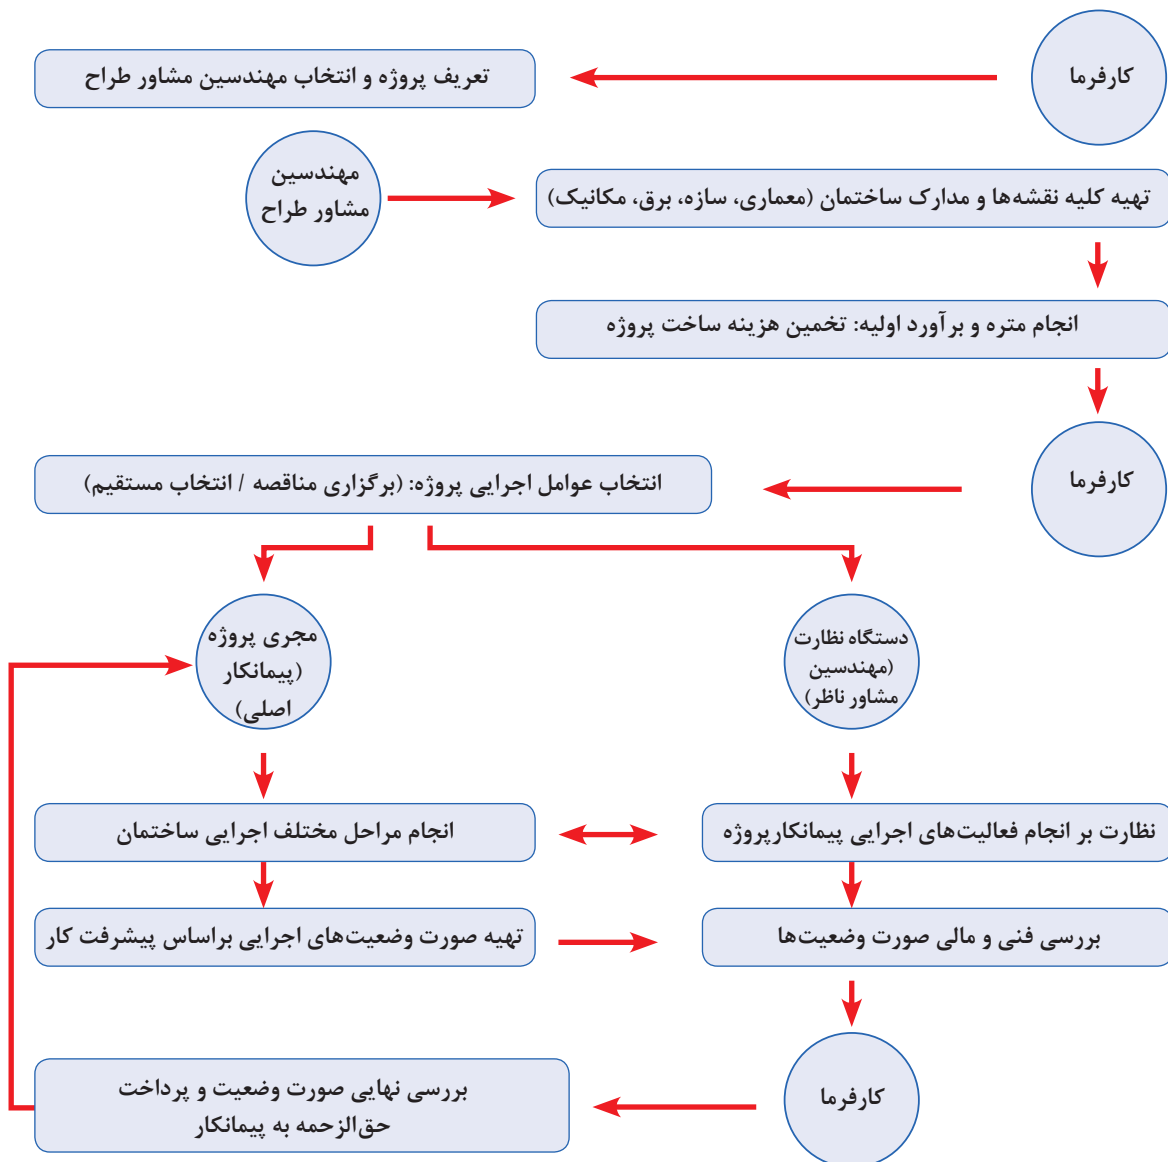 کارفرما
تعریف پروژه و انتخاب مهندسین مشاور طراح
مهندسین
مشاور طراح
تهیه کلیه نقشه‌ها و مدارک ساختمان (معماری، سازه، برق، مکانیک)
انجام متره و برآورد اولیه: تخمین هزینه ساخت پروژه
کارفرما
انتخاب عوامل اجرایی پروژه: (برگزاری مناقصه / انتخاب مستقیم)
دستگاه نظارت
(مهندسین
مشاور ناظر)
مجری پروژه
(پیمانکار
اصلی)
نظارت بر انجام فعالیت‌های اجرایی پیمانکارپروژه
انجام مراحل مختلف اجرایی ساختمان
تهیه صورت وضعیت‌های اجرایی براساس پیشرفت کار
بررسی فنی و مالی صورت وضعیت‌ها
کارفرما
بررسی نهایی صورت وضعیت و پرداخت
حق‌الزحمه به پیمانکار